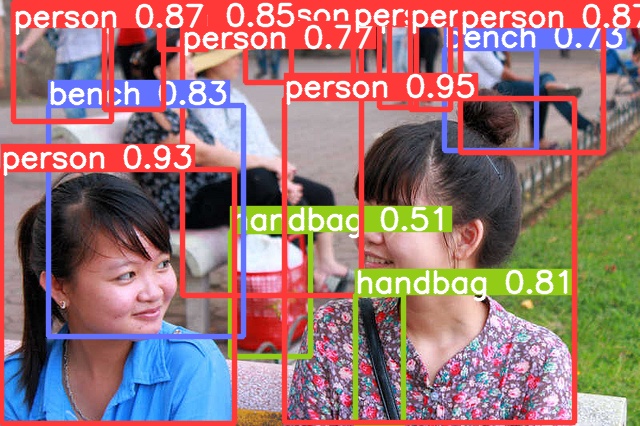 person 0.87
0.85
person 0.87
person 0.77
bench 0.73
bench 0.83
person 0.95
person 0.93
handbag 0.51
handbag 0.81